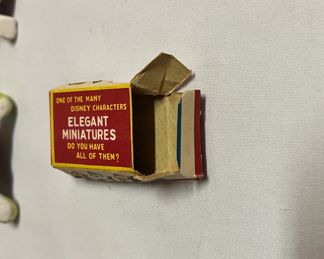 ONE OF THE MANY
DISNEY CHARACTERS
ELEGANT
MINIATURES
DO YOU HAVE
ALL OF THEM?